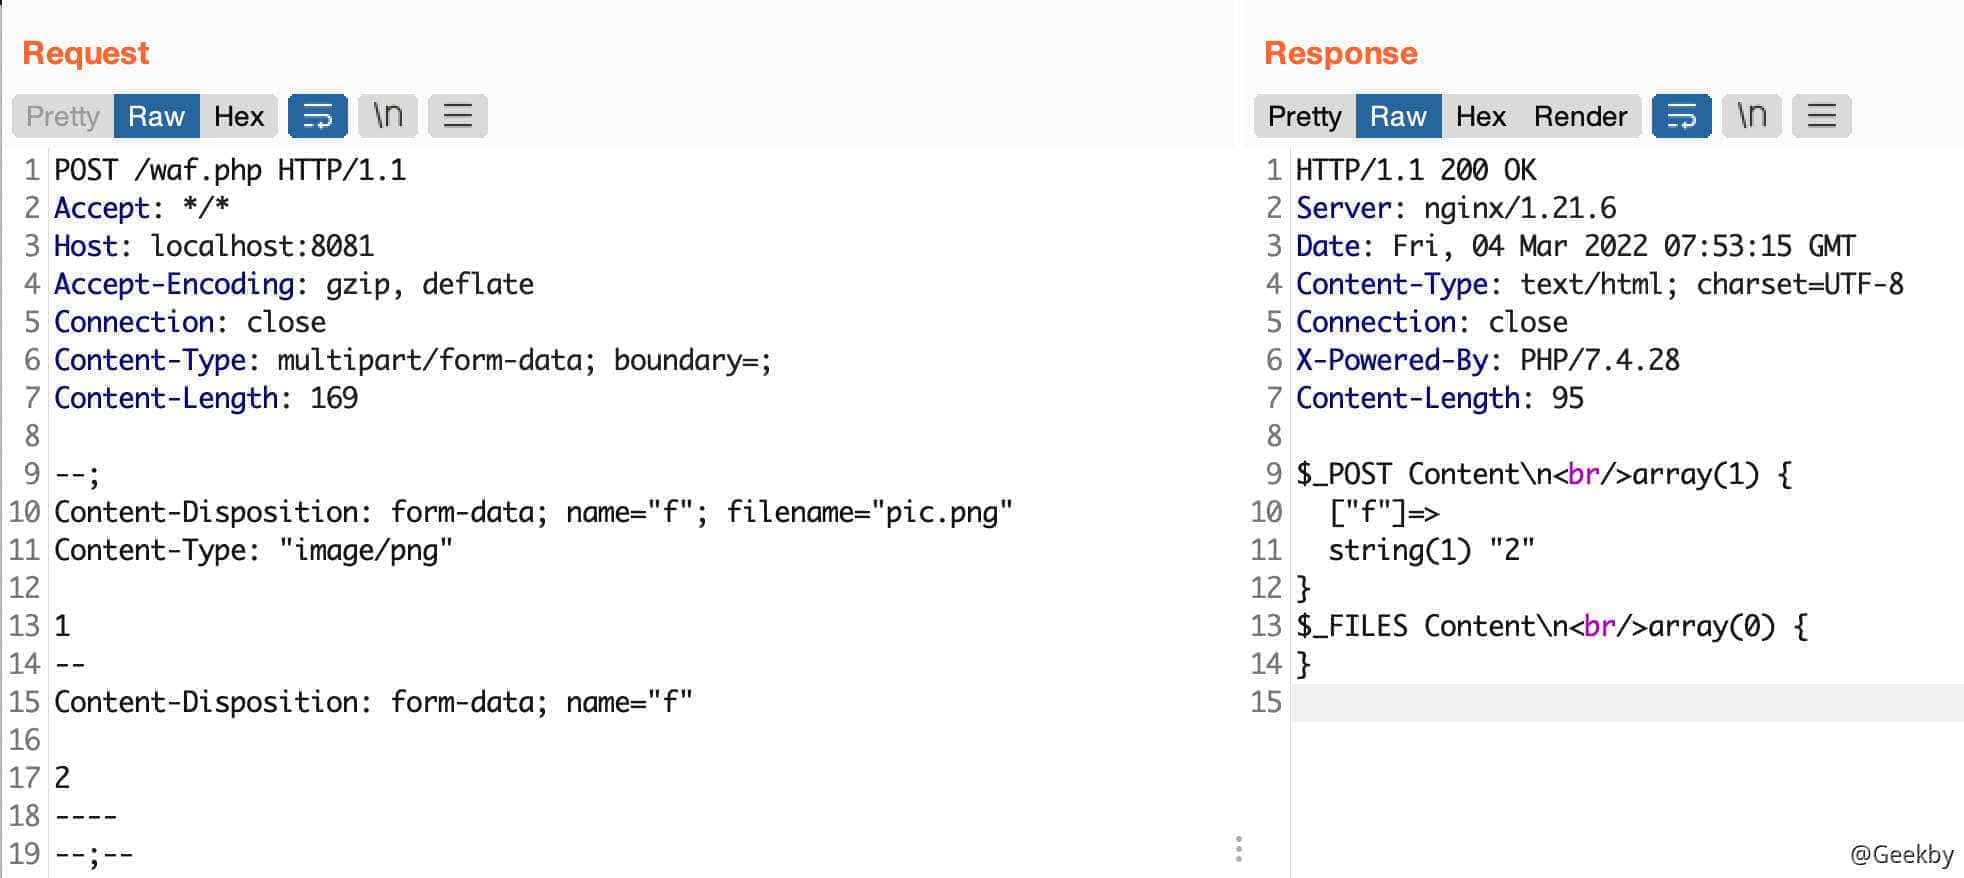 Request
Pretty Raw Hex \n
1 POST /waf.php HTTP/1.1
2 Accept: */*
3 Host: localhost:8081
4 Accept-Encoding: gzip, deflate
5 Connection: close
6 Content-Type: multipart/form-data; boundary=;
7 Content-Length: 169
8
9 --;
10 Content-Disposition: form-data; name="f"; filename="pic.png"
11 Content-Type: "image/png"
12
13 1
14 --
15 Content-Disposition: form-data; name="f"
16
17 2
18 ----
19 --;--
Response
Pretty Raw Hex Render \n
1 HTTP/1.1 200 OK
2 Server: nginx/1.21.6
3 Date: Fri, 04 Mar 2022 07:53:15 GMT
4 Content-Type: text/html; charset=UTF-8
5 Connection: close
6 X-Powered-By: PHP/7.4.28
7 Content-Length: 95
8
9 $_POST Content\n<br/>array(1) {
10 ["f"]=>
11 string(1) "2"
12 }
13 $_FILES Content\n<br/>array(0) {
14 }
15
@Geekby